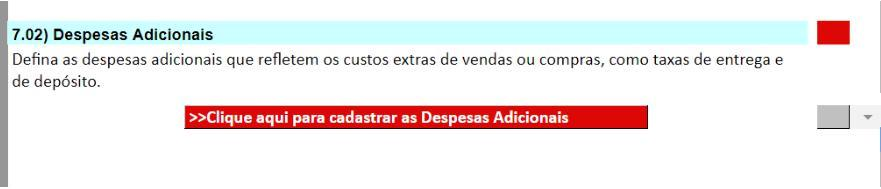 7.02) Despesas Adicionais
Defina as despesas adicionais que refletem os custos extras de vendas ou compras, como taxas de entrega e
de depósito.
>>Clique aqui para cadastrar as Despesas Adicionais